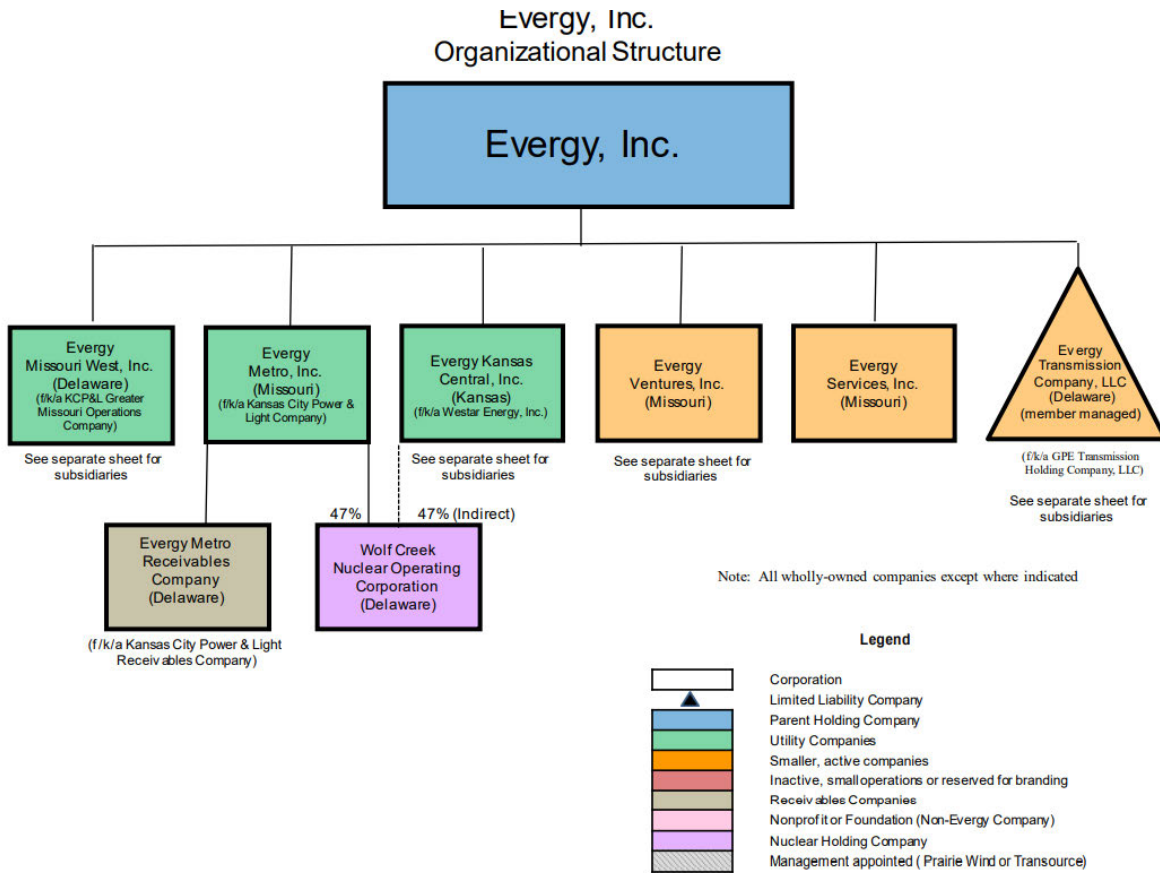 Evergy, Inc.
Organizational Structure
Evergy, Inc.
Evergy
Missouri West, Inc.
(Delaware)
(f/k/a KCP&L Greater
Missouri Operations
Company)
Evergy
Metro, Inc.
(Missouri)
(f/k/a Kansas City Power &
Light Company)
Evergy Kansas
Central, Inc.
(Kansas)
(f/k/a Westar Energy, Inc.)
Evergy
Ventures, Inc.
(Missouri)
Evergy
Services, Inc.
(Missouri)
Evergy
Transmission
Company, LLC
(Delaware)
(member managed)
See separate sheet for
subsidiaries
See separate sheet for
subsidiaries
See separate sheet for
subsidiaries
(f/k/a GPE Transmission
Holding Company, LLC)
See separate sheet for
subsidiaries
47%
47% (Indirect)
Evergy Metro
Receivables
Company
(Delaware)
Wolf Creek
Nuclear Operating
Corporation
(Delaware)
(f/k/a Kansas City Power & Light
Receivables Company)
Note: All wholly-owned companies except where indicated
Legend
Corporation
Limited Liability Company
Parent Holding Company
Utility Companies
Smaller, active companies
Inactive, small operations or reserved for branding
Receivables Companies
Nonprofit or Foundation (Non-Evergy Company)
Nuclear Holding Company
Management appointed ( Prairie Wind or Transource)